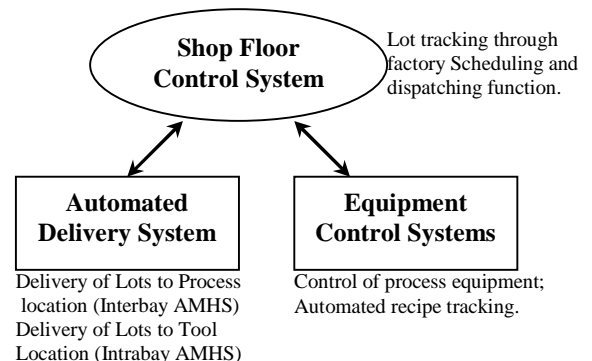 Shop Floor
Control System
Lot tracking through
factory Scheduling and
dispatching function.
Automated
Delivery System
Equipment
Control Systems
Delivery of Lots to Process
location (Interbay AMHS)
Delivery of Lots to Tool
Location (Intrabay AMHS)
Control of process equipment;
Automated recipe tracking.